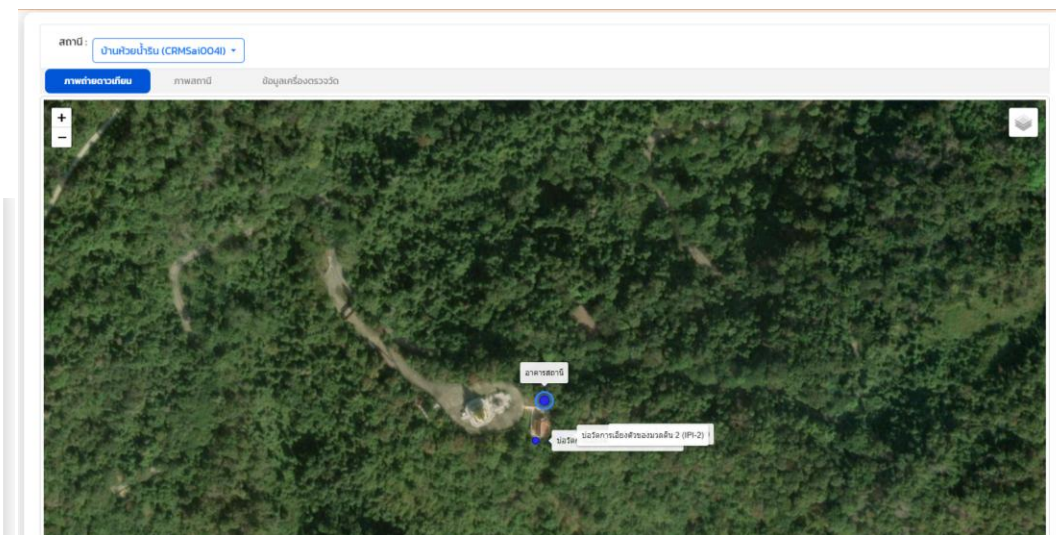 สถานี :
บ้านห้วยน้ำริน (CRMSai004I)
ภาพถ่ายดาวเทียม ภาพสถานี ข้อมูลเครื่องตรวจวัด
+
−
อาคารสถานี
บ่อวัดการเอียงตัวของมวลดิน 2 (IPI-2)